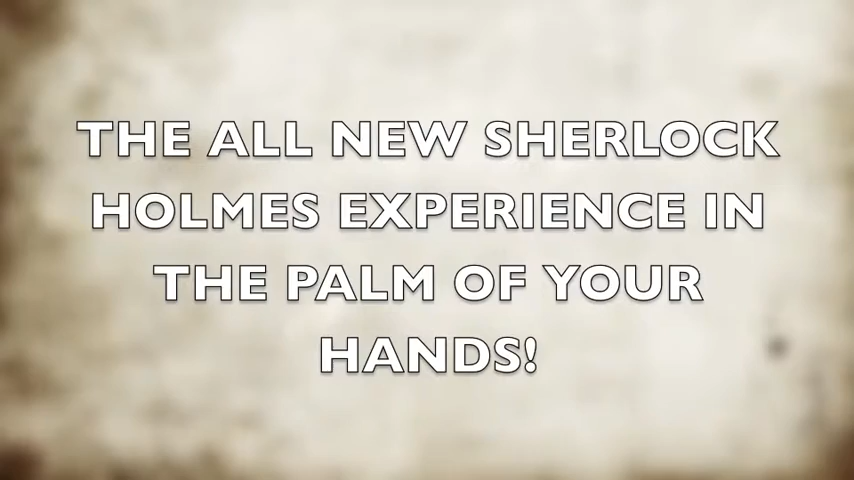 THE ALL NEW SHERLOCK
HOLMES EXPERIENCE IN
THE PALM OF YOUR
HANDS!